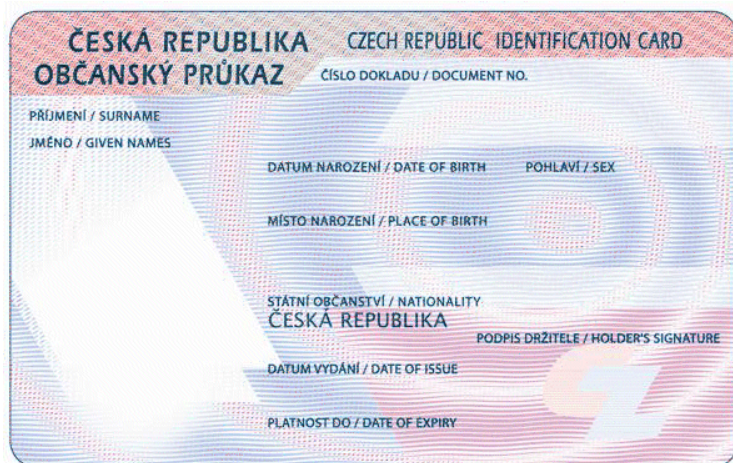 ČESKÁ REPUBLIKA CZECH REPUBLIC IDENTIFICATION CARD
OBČANSKÝ PRŮKAZ ČÍSLO DOKLADU / DOCUMENT NO.
PŘÍJMENÍ / SURNAME
JMÉNO / GIVEN NAMES
DATUM NAROZENÍ / DATE OF BIRTH POHLAVÍ / SEX
MÍSTO NAROZENÍ / PLACE OF BIRTH
STÁTNÍ OBČANSTVÍ / NATIONALITY
ČESKÁ REPUBLIKA
PODPIS DRŽITELE / HOLDER'S SIGNATURE
DATUM VYDÁNÍ / DATE OF ISSUE
PLATNOST DO / DATE OF EXPIRY
CZ